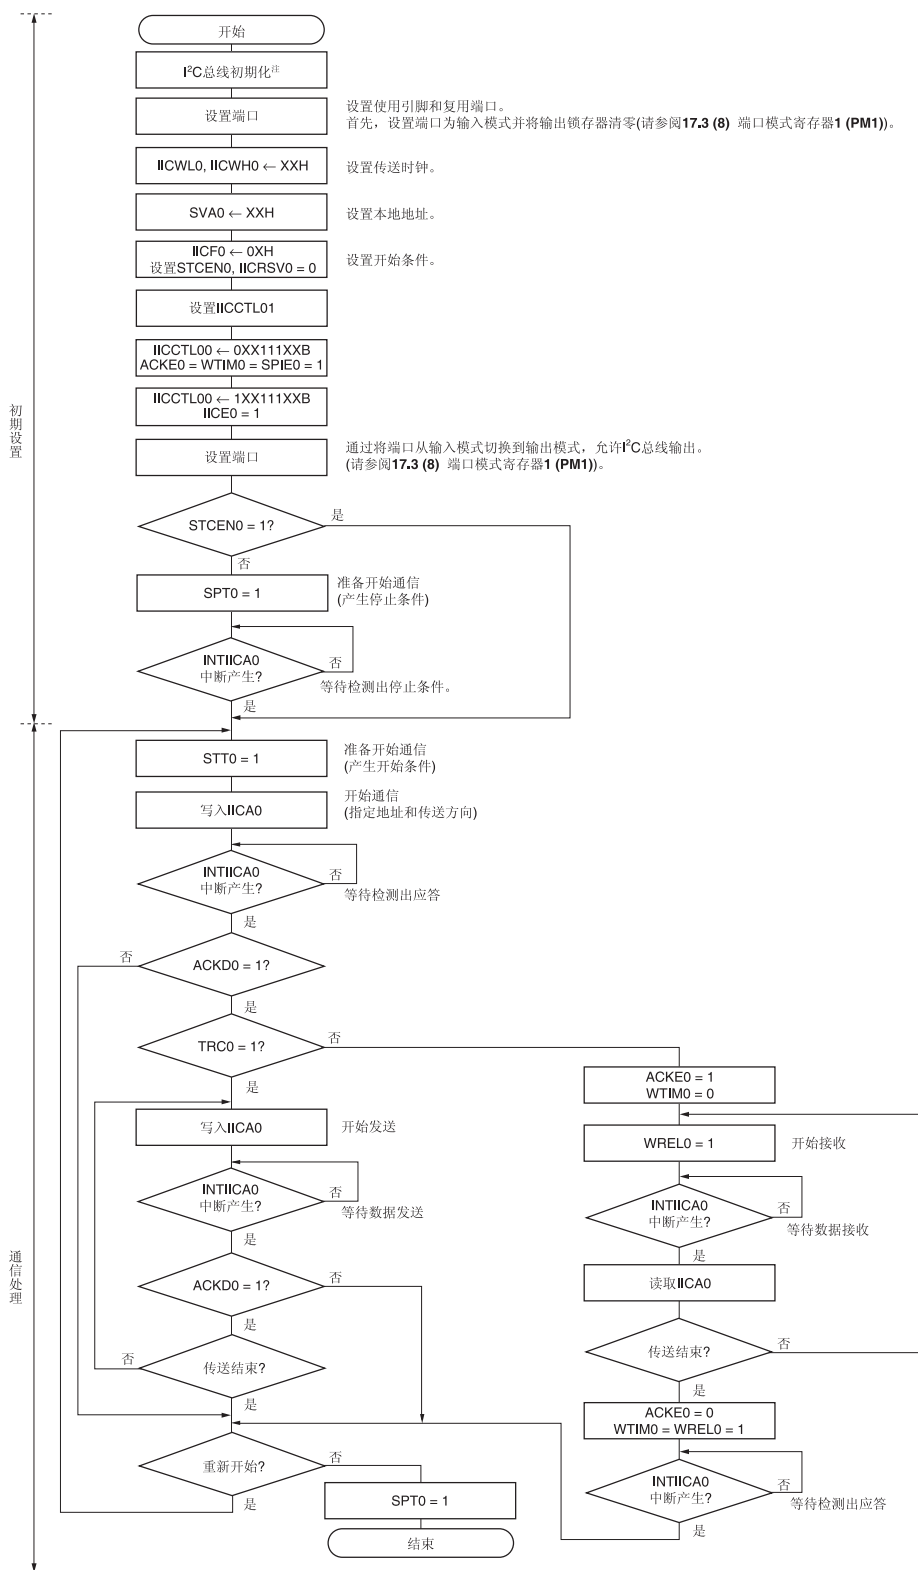 开始
I²C总线初期化注
设置端口
设置使用引脚和复用端口。
首先，设置端口为输入模式并将输出锁存器清零(请参阅17.3 (8) 端口模式寄存器1 (PM1))。
IICWL0, IICWH0 ← XXH
设置传送时钟。
SVA0 ← XXH
设置本地地址。
IICF0 ← 0XH
设置STCEN0, IICRSV0 = 0
设置开始条件。
设置IICCTL01
IICCTL00 ← 0XX111XXB
ACKE0 = WTIM0 = SPIE0 = 1
IICCTL00 ← 1XX111XXB
IICE0 = 1
初期设置
设置端口
通过将端口从输入模式切换到输出模式，允许I²C总线输出。
(请参阅17.3 (8) 端口模式寄存器1 (PM1))。
STCEN0 = 1?
是
否
SPT0 = 1
准备开始通信
(产生停止条件)
INTIICA0
中断产生?
否
等待检测出停止条件。
是
STT0 = 1
准备开始通信
(产生开始条件)
写入IICA0
开始通信
(指定地址和传送方向)
INTIICA0
中断产生?
否
等待检测出应答
是
ACKD0 = 1?
否
是
TRC0 = 1?
否
是
写入IICA0
开始发送
INTIICA0
中断产生?
否
等待数据发送
是
ACKD0 = 1?
否
是
传送结束?
否
是
ACKE0 = 1
WTIM0 = 0
WREL0 = 1
开始接收
INTIICA0
中断产生?
否
等待数据接收
是
读取IICA0
传送结束?
否
是
ACKE0 = 0
WTIM0 = WREL0 = 1
INTIICA0
中断产生?
否
等待检测出应答
是
通信处理
重新开始?
否
是
SPT0 = 1
结束